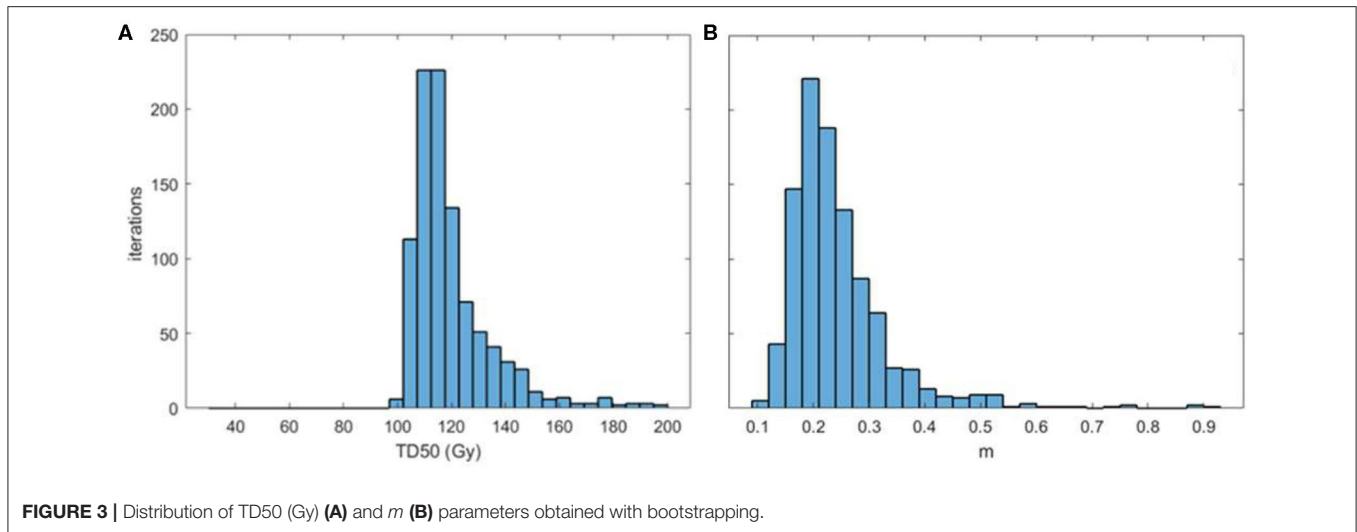 A
B
250
200
150
100
50
0
iterations
40 60 80 100 120 140 160 180 200
TD50 (Gy)
0.1 0.2 0.3 0.4 0.5 0.6 0.7 0.8 0.9
m
FIGURE 3 | Distribution of TD50 (Gy) (A) and m (B) parameters obtained with bootstrapping.